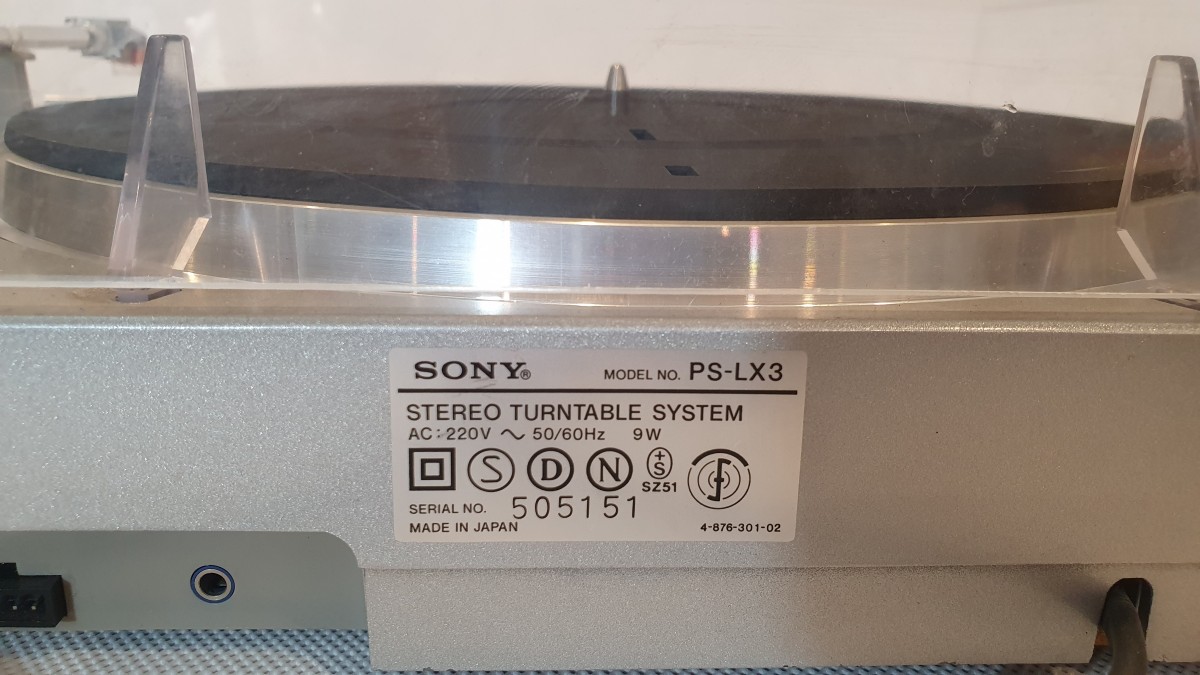 SONY® MODEL NO. PS-LX3
STEREO TURNTABLE SYSTEM
AC:220V ~ 50/60Hz 9W
S D N +S
SZ51
SERIAL NO. 505151
MADE IN JAPAN 4-876-301-02